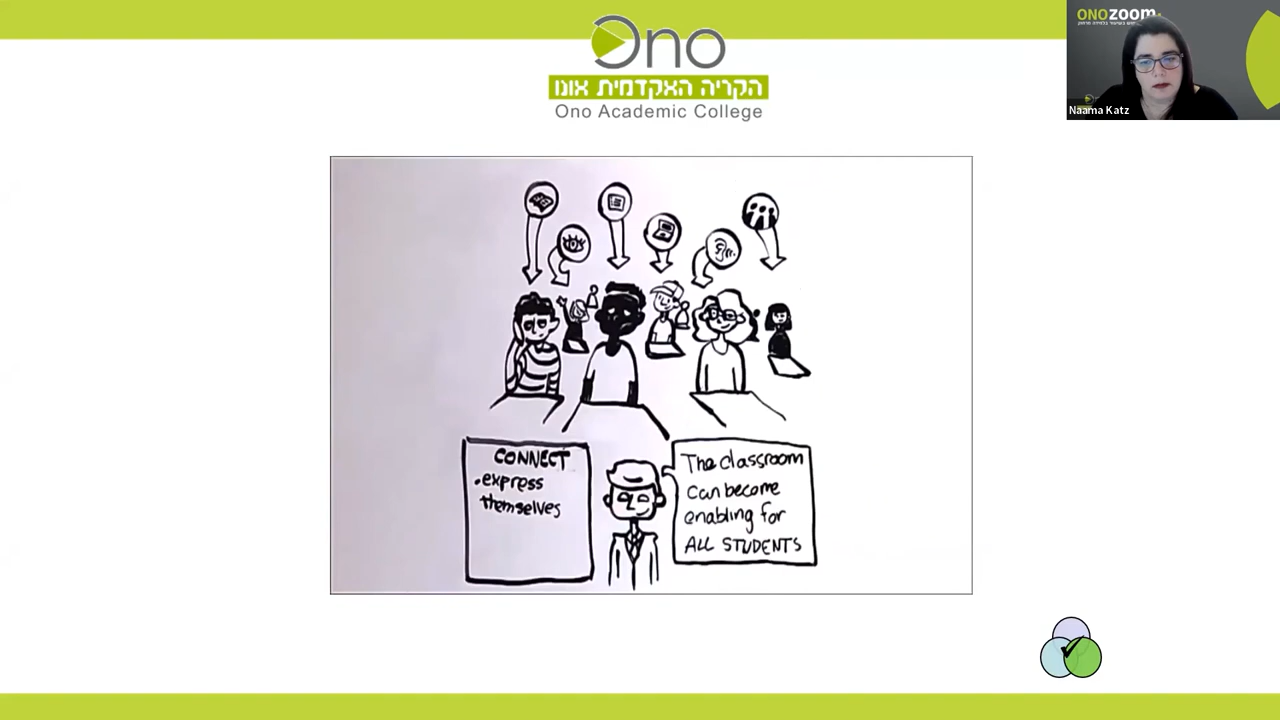 Ono
הקריה האקדמית אונו
Ono Academic College
ONOZOOM
Naama Katz
CONNECT
•express
themselves
The classroom
can become
enabling for
ALL STUDENTS